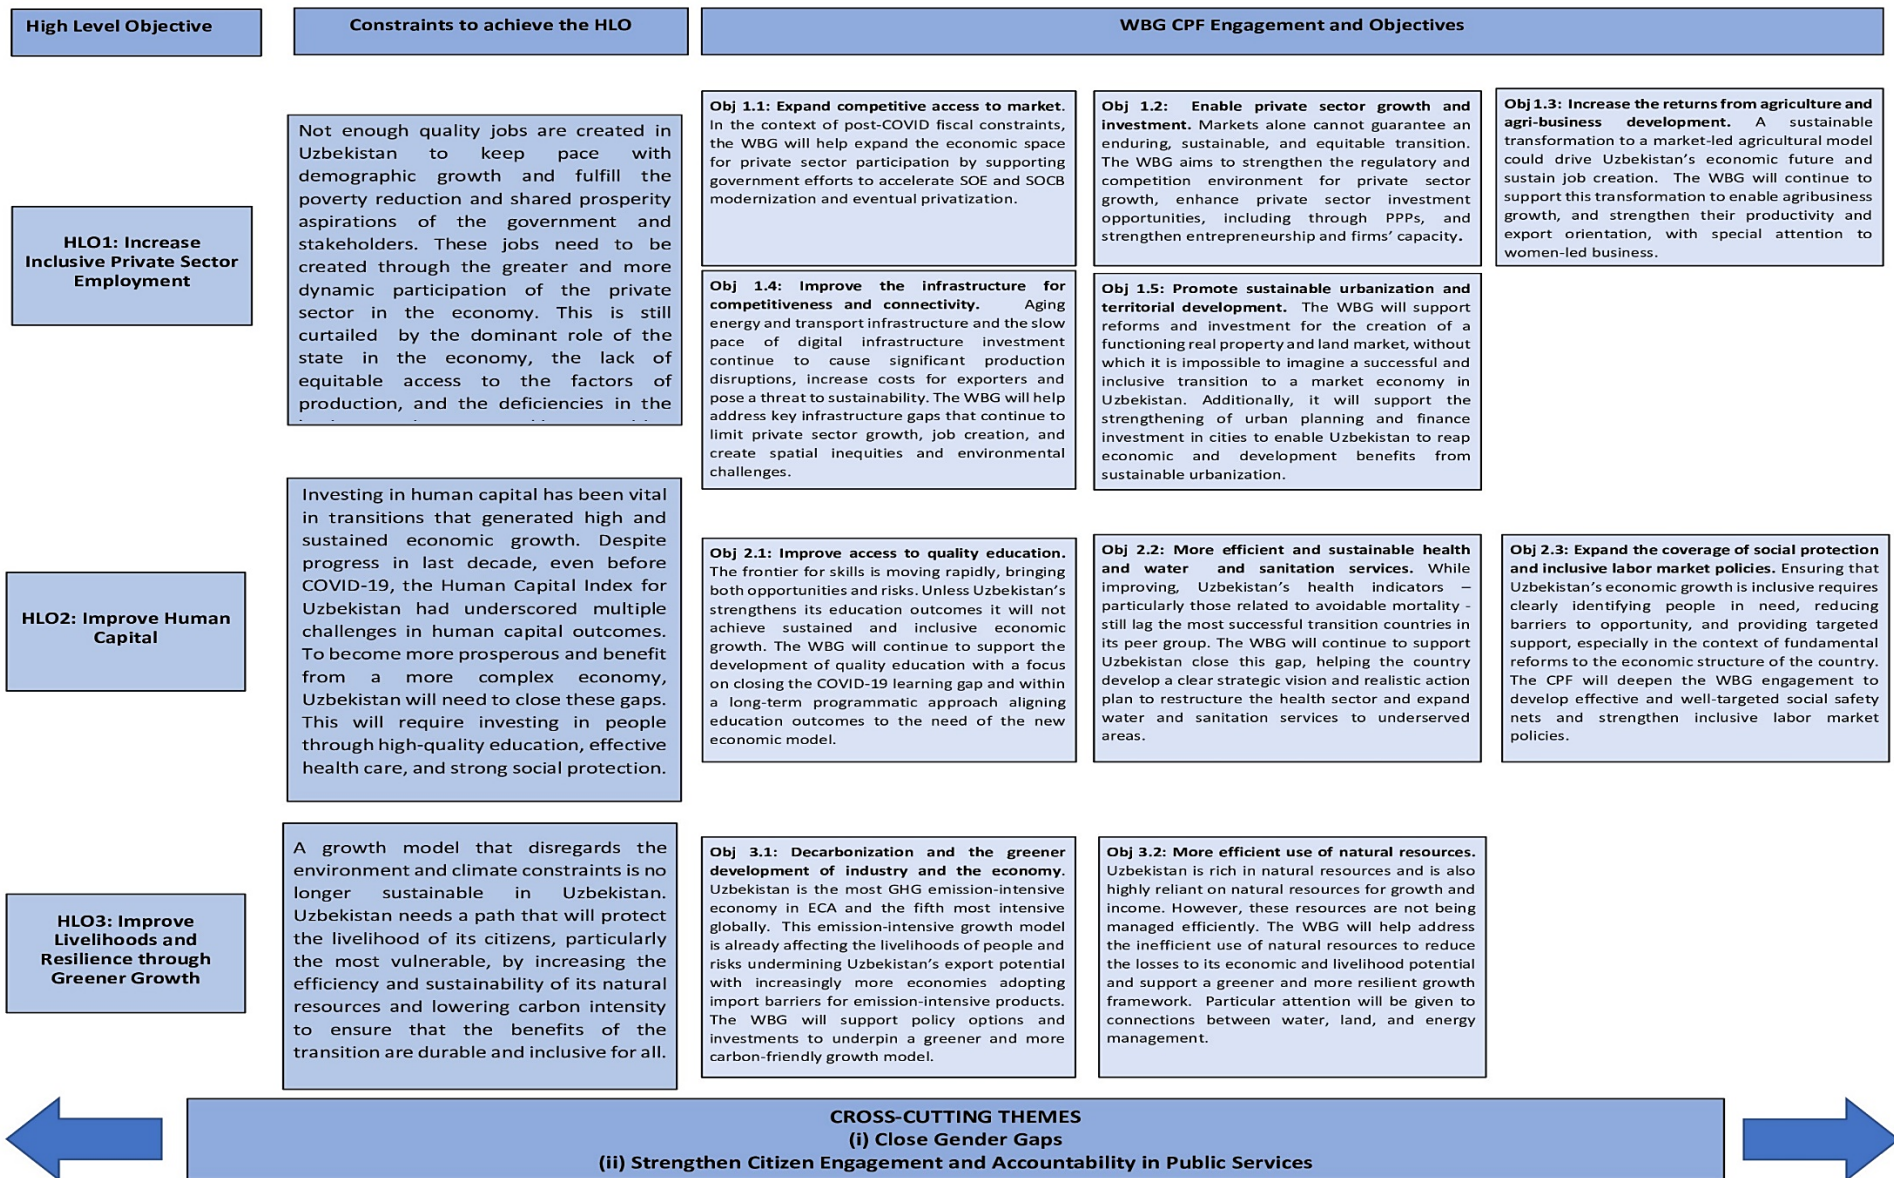 High Level Objective
Constraints to achieve the HLO
WBG CPF Engagement and Objectives
HLO1: Increase
Inclusive Private Sector
Employment
Not enough quality jobs are created in
Uzbekistan to keep pace with
demographic growth and fulfill the
poverty reduction and shared prosperity
aspirations of the government and
stakeholders. These jobs need to be
created through the greater and more
dynamic participation of the private
sector in the economy. This is still
curtailed by the dominant role of the
state in the economy, the lack of
equitable access to the factors of
production, and the deficiencies in the
Obj 1.1: Expand competitive access to market.
In the context of post-COVID fiscal constraints,
the WBG will help expand the economic space
for private sector participation by supporting
government efforts to accelerate SOE and SOCB
modernization and eventual privatization.
Obj 1.2: Enable private sector growth and
investment. Markets alone cannot guarantee an
enduring, sustainable, and equitable transition.
The WBG aims to strengthen the regulatory and
competition environment for private sector
growth, enhance private sector investment
opportunities, including through PPPs, and
strengthen entrepreneurship and firms' capacity.
Obj 1.3: Increase the returns from agriculture and
agri-business development. A sustainable
transformation to a market-led agricultural model
could drive Uzbekistan's economic future and
sustain job creation. The WBG will continue to
support this transformation to enable agribusiness
growth, and strengthen their productivity and
export orientation, with special attention to
women-led business.
Obj 1.4: Improve the infrastructure for
competitiveness and connectivity. Aging
energy and transport infrastructure and the slow
pace of digital infrastructure investment
continue to cause significant production
disruptions, increase costs for exporters and
pose a threat to sustainability. The WBG will help
address key infrastructure gaps that continue to
limit private sector growth, job creation, and
create spatial inequities and environmental
challenges.
Obj 1.5: Promote sustainable urbanization and
territorial development. The WBG will support
reforms and investment for the creation of a
functioning real property and land market, without
which it is impossible to imagine a successful and
inclusive transition to a market economy in
Uzbekistan. Additionally, it will support the
strengthening of urban planning and finance
investment in cities to enable Uzbekistan to reap
economic and development benefits from
sustainable urbanization.
HLO2: Improve Human
Capital
Investing in human capital has been vital
in transitions that generated high and
sustained economic growth. Despite
progress in last decade, even before
COVID-19, the Human Capital Index for
Uzbekistan had underscored multiple
challenges in human capital outcomes.
To become more prosperous and benefit
from a more complex economy,
Uzbekistan will need to close these gaps.
This will require investing in people
through high-quality education, effective
health care, and strong social protection.
Obj 2.1: Improve access to quality education.
The frontier for skills is moving rapidly, bringing
both opportunities and risks. Unless Uzbekistan's
strengthens its education outcomes it will not
achieve sustained and inclusive economic
growth. The WBG will continue to support the
development of quality education with a focus
on closing the COVID-19 learning gap and within
a long-term programmatic approach aligning
education outcomes to the need of the new
economic model.
Obj 2.2: More efficient and sustainable health
and water and sanitation services. While
improving, Uzbekistan's health indicators –
particularly those related to avoidable mortality -
still lag the most successful transition countries in
its peer group. The WBG will continue to support
Uzbekistan close this gap, helping the country
develop a clear strategic vision and realistic action
plan to restructure the health sector and expand
water and sanitation services to underserved
areas.
Obj 2.3: Expand the coverage of social protection
and inclusive labor market policies. Ensuring that
Uzbekistan's economic growth is inclusive requires
clearly identifying people in need, reducing
barriers to opportunity, and providing targeted
support, especially in the context of fundamental
reforms to the economic structure of the country.
The CPF will deepen the WBG engagement to
develop effective and well-targeted social safety
nets and strengthen inclusive labor market
policies.
HLO3: Improve
Livelihoods and
Resilience through
Greener Growth
A growth model that disregards the
environment and climate constraints is no
longer sustainable in Uzbekistan.
Uzbekistan needs a path that will protect
the livelihood of its citizens, particularly
the most vulnerable, by increasing the
efficiency and sustainability of its natural
resources and lowering carbon intensity
to ensure that the benefits of the
transition are durable and inclusive for all.
Obj 3.1: Decarbonization and the greener
development of industry and the economy.
Uzbekistan is the most GHG emission-intensive
economy in ECA and the fifth most intensive
globally. This emission-intensive growth model
is already affecting the livelihoods of people and
risks undermining Uzbekistan's export potential
with increasingly more economies adopting
import barriers for emission-intensive products.
The WBG will support policy options and
investments to underpin a greener and more
carbon-friendly growth model.
Obj 3.2: More efficient use of natural resources.
Uzbekistan is rich in natural resources and is also
highly reliant on natural resources for growth and
income. However, these resources are not being
managed efficiently. The WBG will help address
the inefficient use of natural resources to reduce
the losses to its economic and livelihood potential
and support a greener and more resilient growth
framework. Particular attention will be given to
connections between water, land, and energy
management.
CROSS-CUTTING THEMES
(i) Close Gender Gaps
(ii) Strengthen Citizen Engagement and Accountability in Public Services